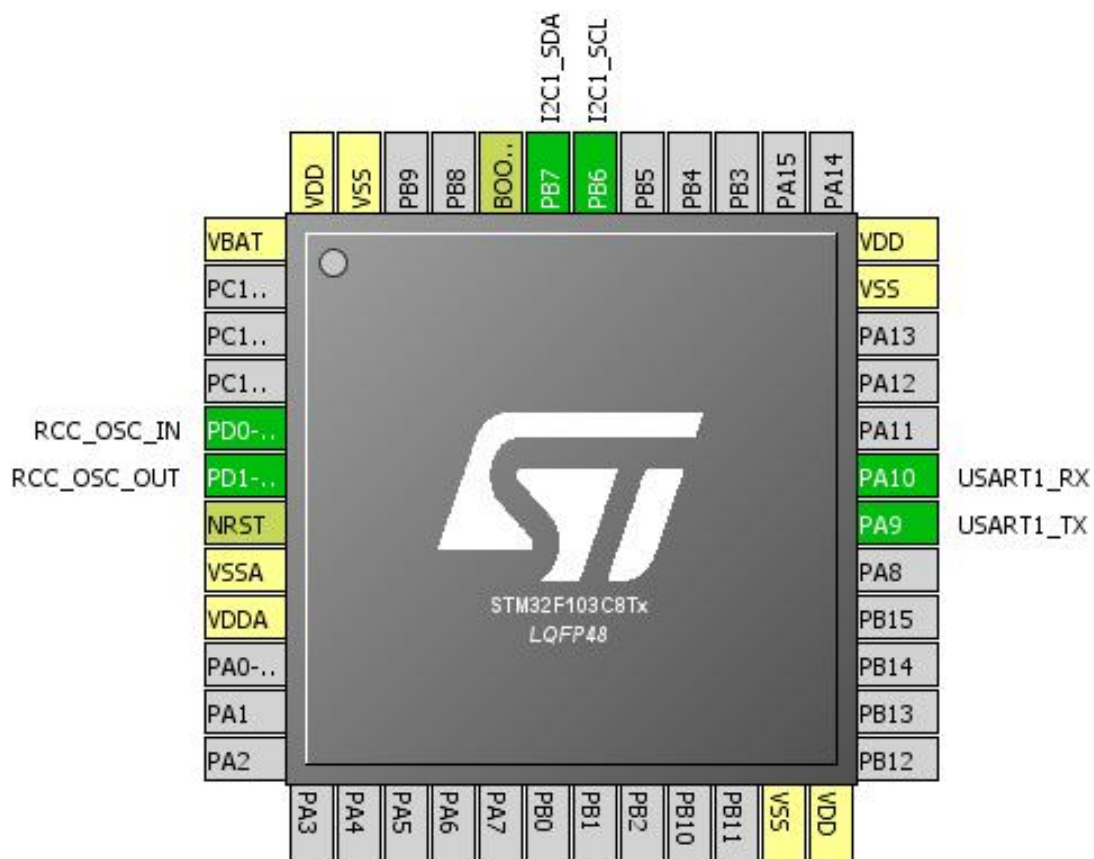 I2C1_SDA
I2C1_SCL
VDD
VSS
PB9
PB8
BOO..
PB7
PB6
PB5
PB4
PB3
PA15
PA14
VBAT
PC1..
PC1..
PC1..
RCC_OSC_IN PD0-..
RCC_OSC_OUT PD1-..
NRST
VSSA
VDDA
PA0-..
PA1
PA2
ST
STM32F103C8Tx
LQFP48
VDD
VSS
PA13
PA12
PA11
PA10 USART1_RX
PA9 USART1_TX
PA8
PB15
PB14
PB13
PB12
PA3
PA4
PA5
PA6
PA7
PB0
PB1
PB2
PB10
PB11
VSS
VDD